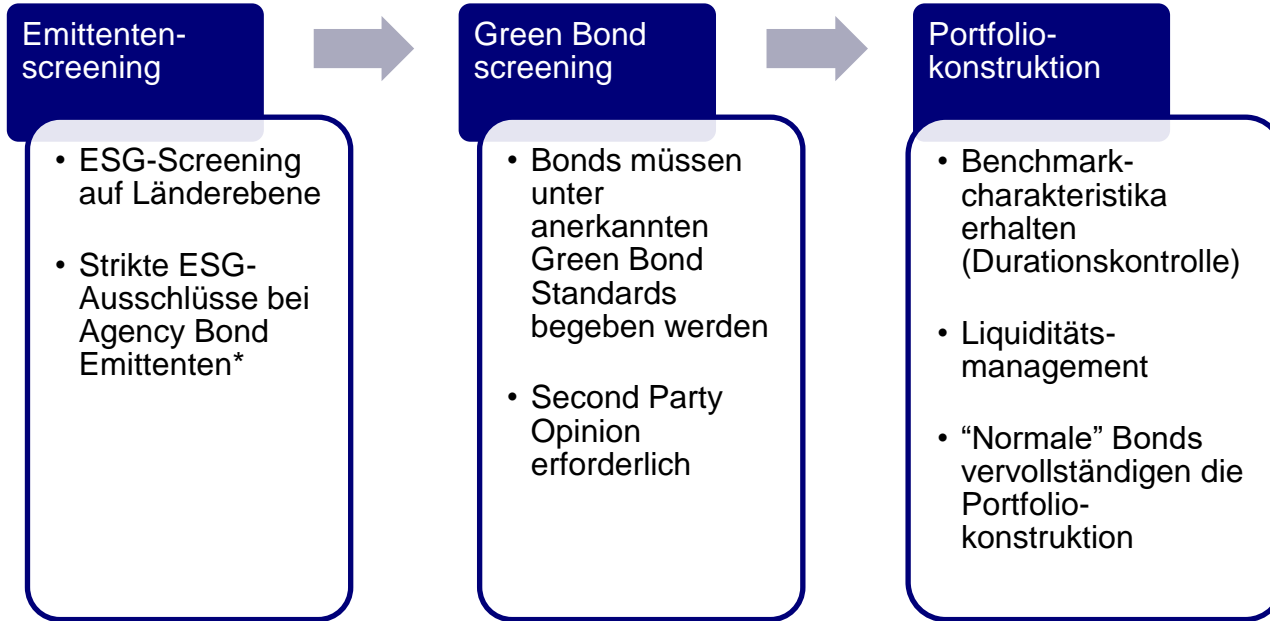 Emittenten-
screening
• ESG-Screening
auf Länderebene
• Strikte ESG-
Ausschlüsse bei
Agency Bond
Emittenten*
Green Bond
screening
• Bonds müssen
unter
anerkannten
Green Bond
Standards
begeben werden
• Second Party
Opinion
erforderlich
Portfolio-
konstruktion
• Benchmark-
charakteristika
erhalten
(Durationskontrolle)
• Liquiditäts-
management
• “Normale” Bonds
vervollständigen die
Portfolio-
konstruktion